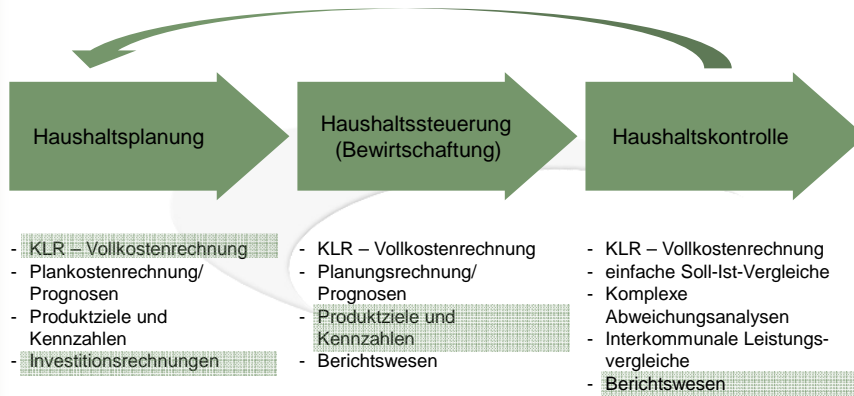 Haushaltsplanung
Haushaltssteuerung
(Bewirtschaftung)
Haushaltskontrolle
- KLR – Vollkostenrechnung
- Plankostenrechnung/
Prognosen
- Produktziele und
Kennzahlen
- Investitionsrechnungen
- KLR – Vollkostenrechnung
- Planungsrechnung/
Prognosen
- Produktziele und
Kennzahlen
- Berichtswesen
- KLR – Vollkostenrechnung
- einfache Soll-Ist-Vergleiche
- Komplexe
Abweichungsanalysen
- Interkommunale Leistungs-
vergleiche
- Berichtswesen